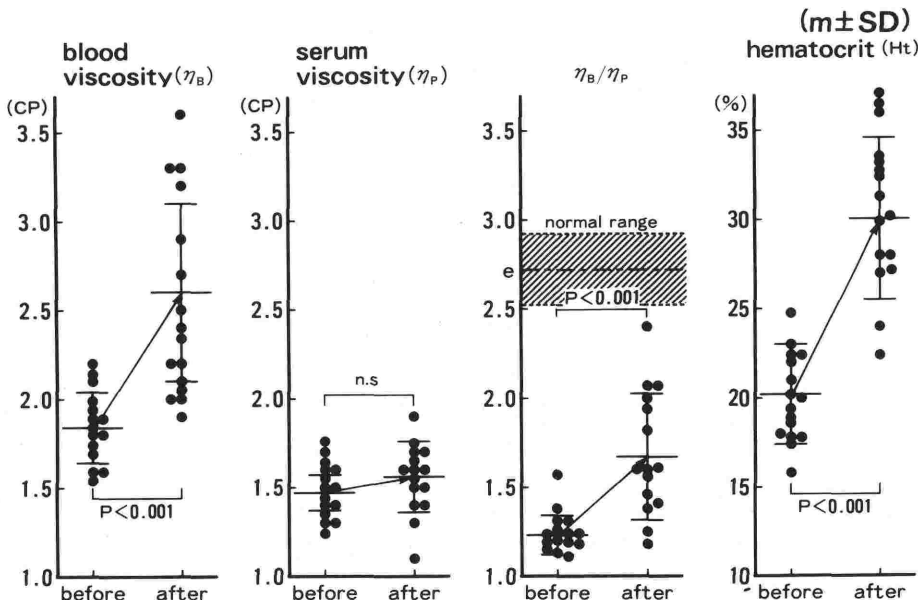 (m±SD)
blood
viscosity(ηB)
serum
viscosity(ηP)
ηB/ηP
hematocrit (Ht)
(CP)
3.5
3.0
2.5
2.0
1.5
1.0
P<0.001
before after
(CP)
3.5
3.0
2.5
2.0
1.5
1.0
n.s
before after
3.5
3.0
normal range
e
2.5
P<0.001
2.0
1.5
1.0
before after
(%)
35
30
25
20
15
10
P<0.001
before after